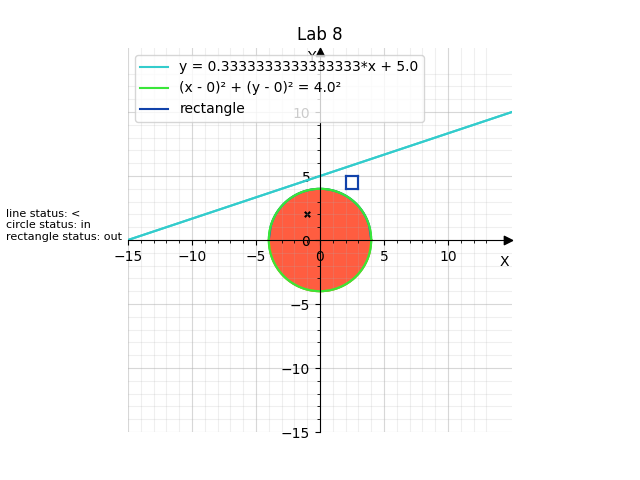 Lab 8
Y
y = 0.3333333333333333*x + 5.0
(x - 0)² + (y - 0)² = 4.0²
rectangle
10
5
line status: <
circle status: in
rectangle status: out
0
−15 −10 −5 0 5 10
X
−5
−10
−15